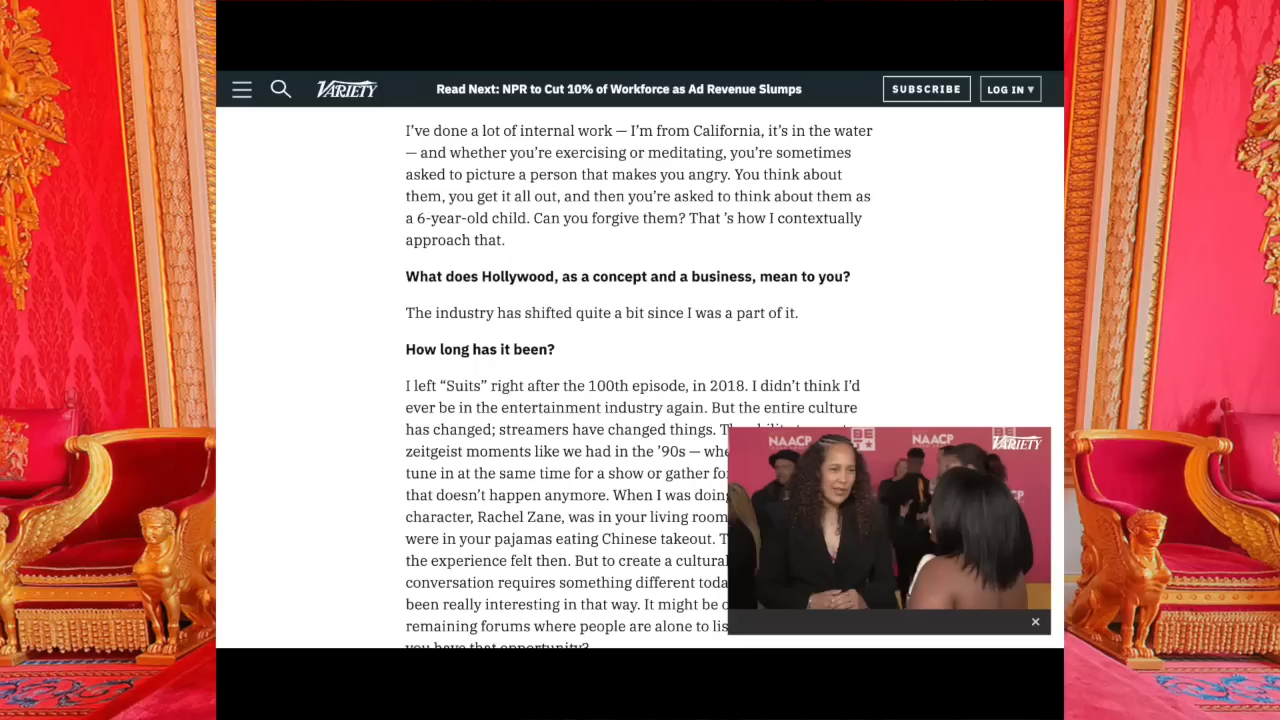 VARIETY
Read Next: NPR to Cut 10% of Workforce as Ad Revenue Slumps
SUBSCRIBE
LOG IN
I’ve done a lot of internal work — I’m from California, it’s in the water
— and whether you’re exercising or meditating, you’re sometimes
asked to picture a person that makes you angry. You think about
them, you get it all out, and then you’re asked to think about them as
a 6-year-old child. Can you forgive them? That ’s how I contextually
approach that.
What does Hollywood, as a concept and a business, mean to you?
The industry has shifted quite a bit since I was a part of it.
How long has it been?
I left “Suits” right after the 100th episode, in 2018. I didn’t think I’d
ever be in the entertainment industry again. But the entire culture
has changed; streamers have changed things.
zeitgeist moments like we had in the ’90s —
tune in at the same time for a show or gather
that doesn’t happen anymore. When I was
character, Rachel Zane, was in your living room
were in your pajamas eating Chinese takeout.
the experience felt then. But to create a cultural
conversation requires something different
been really interesting in that way. It might be
remaining forums where people are alone to
you have that opportunity?
NAACP
NAACP
VARIETY